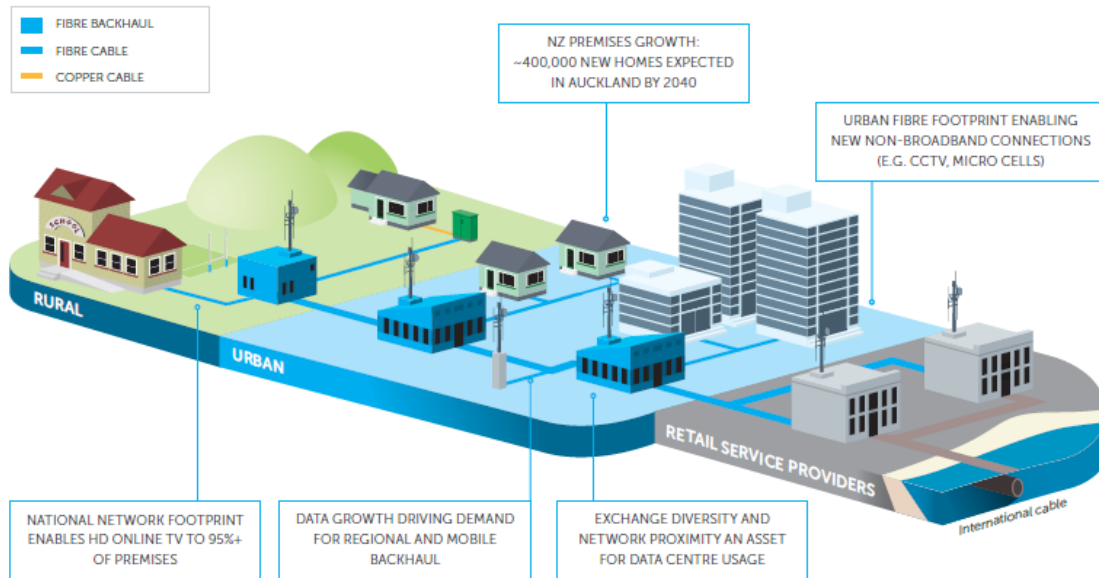 FIBRE BACKHAUL
FIBRE CABLE
COPPER CABLE
NZ PREMISES GROWTH:
~400,000 NEW HOMES EXPECTED
IN AUCKLAND BY 2040
URBAN FIBRE FOOTPRINT ENABLING
NEW NON-BROADBAND CONNECTIONS
(E.G. CCTV, MICRO CELLS)
SCHOOL
RURAL
URBAN
RETAIL SERVICE PROVIDERS
International cable
NATIONAL NETWORK FOOTPRINT
ENABLES HD ONLINE TV TO 95%+
OF PREMISES
DATA GROWTH DRIVING DEMAND
FOR REGIONAL AND MOBILE
BACKHAUL
EXCHANGE DIVERSITY AND
NETWORK PROXIMITY AN ASSET
FOR DATA CENTRE USAGE